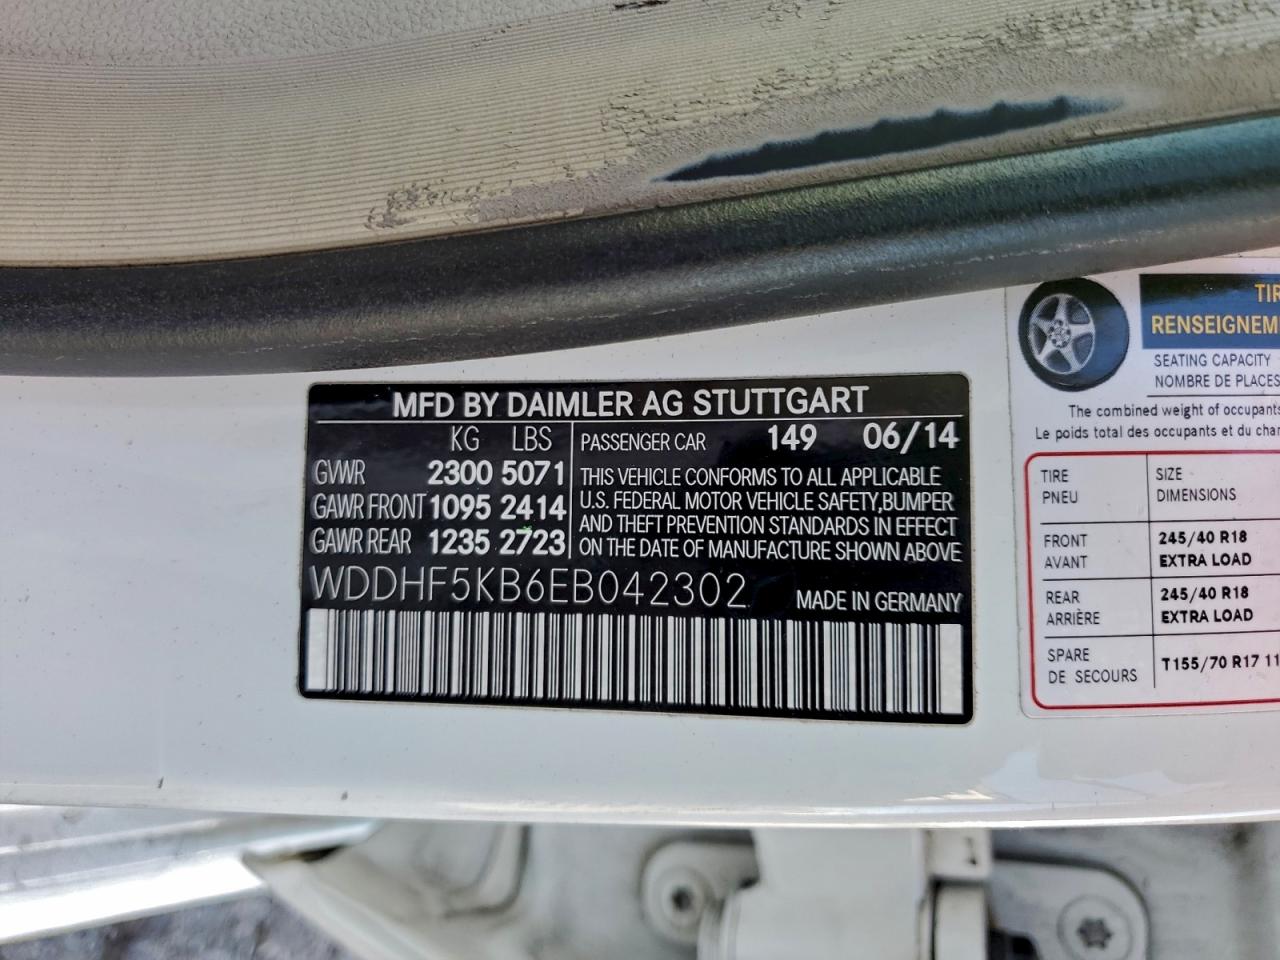 MFD BY DAIMLER AG STUTTGART
KG LBS
GVWR 2300 5071
GAWR FRONT 1095 2414
GAWR REAR 1235 2723
PASSENGER CAR 149 06/14
THIS VEHICLE CONFORMS TO ALL APPLICABLE
U.S. FEDERAL MOTOR VEHICLE SAFETY,BUMPER
AND THEFT PREVENTION STANDARDS IN EFFECT
ON THE DATE OF MANUFACTURE SHOWN ABOVE
WDDHF5KB6EB042302 MADE IN GERMANY
SEATING CAPACITY
NOMBRE DE PLACES
The combined weight of
Le poids total des occupants et du
TIRE SIZE
PNEU DIMENSIONS
FRONT 245/40 R18
AVANT EXTRA LOAD
REAR 245/40 R18
ARRIÈRE EXTRA LOAD
SPARE
DE SECOURS T155/70 R17